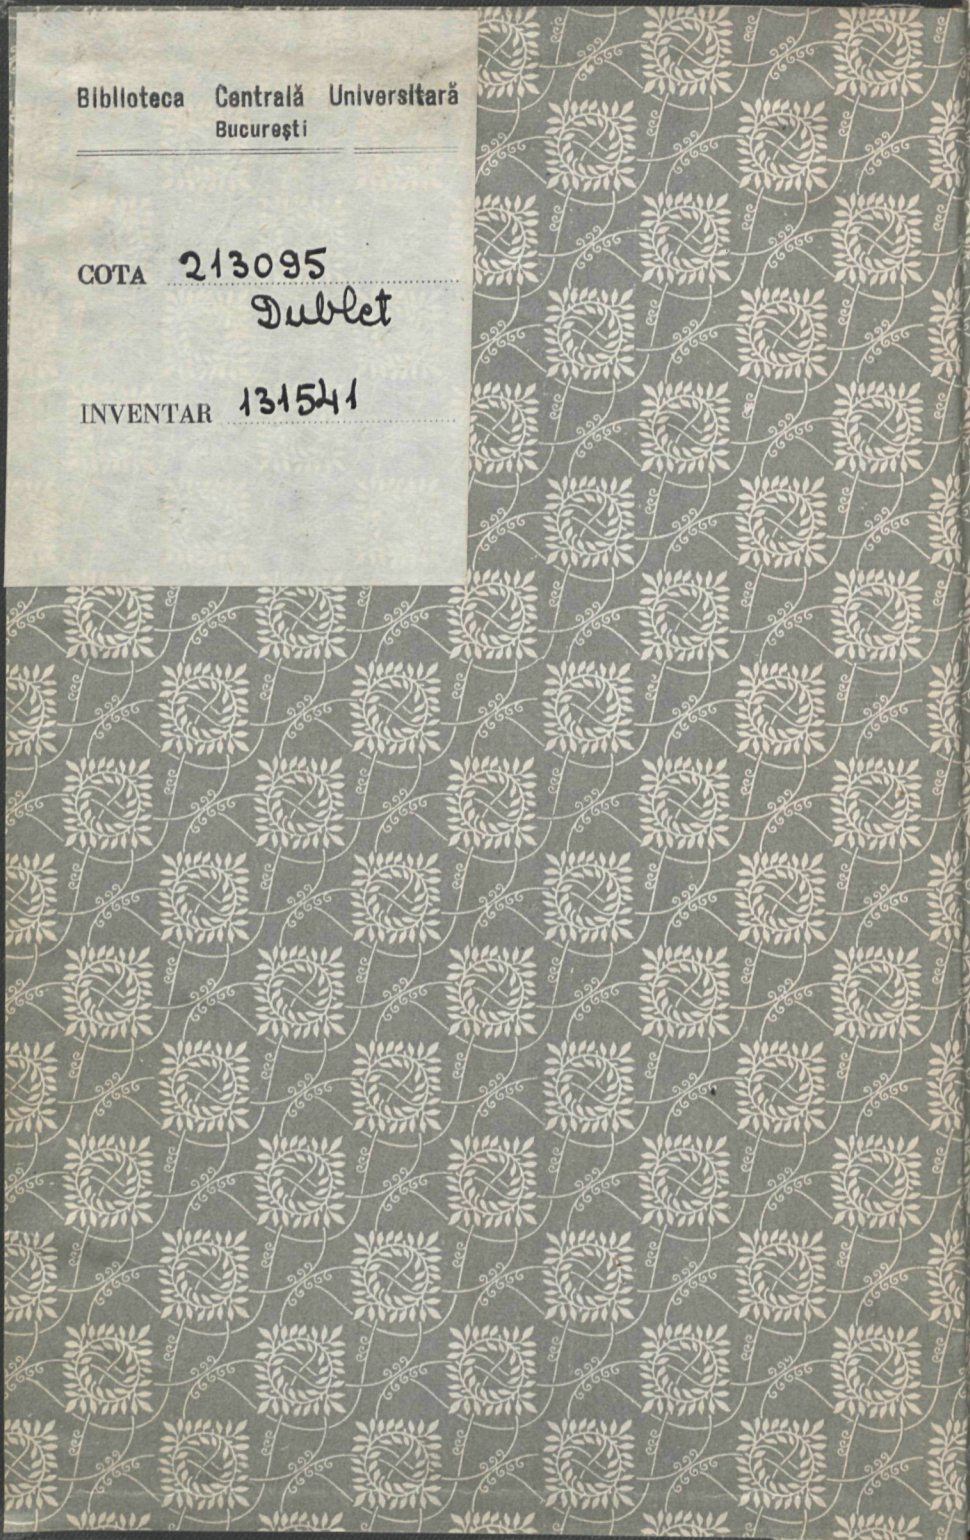 Biblioteca Centrală Universitară
București
COTA 213095
Dublet
INVENTAR 131541